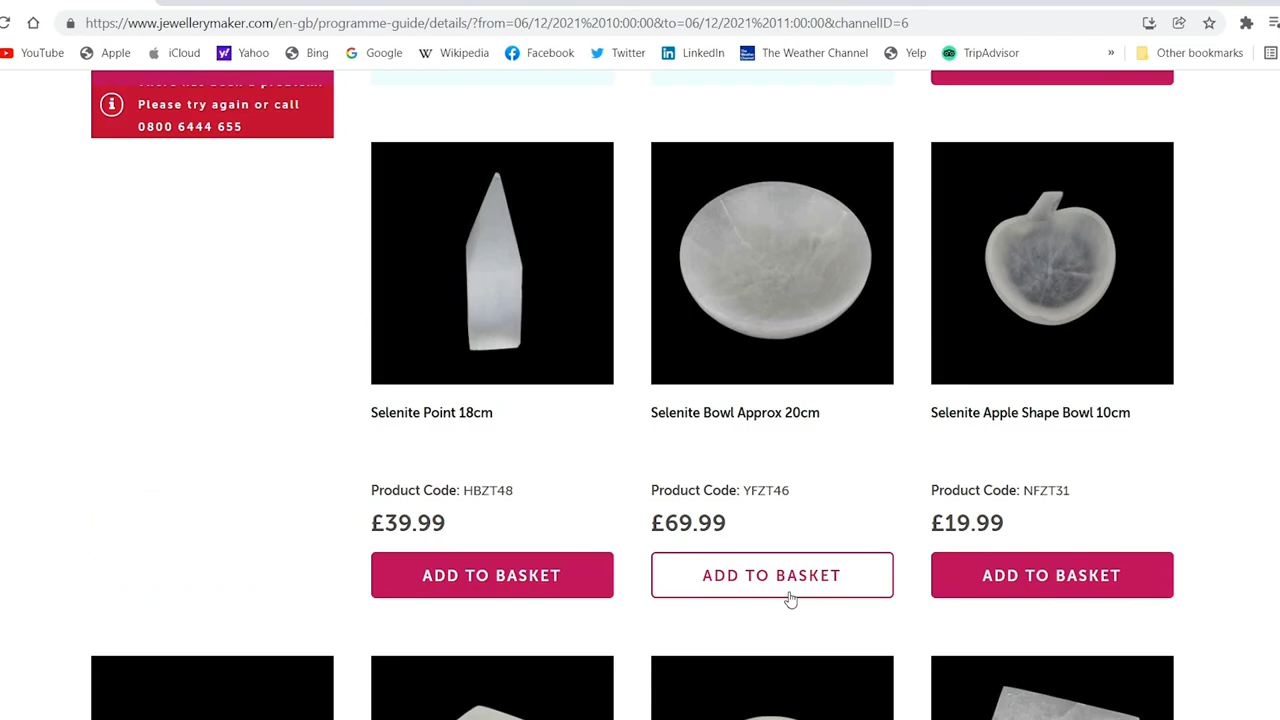 https://www.jewellerymaker.com/en-gb/programme-guide/details/?from=06/12/2021%2010:00:00&to=06/12/2021%2011:00:00&channelID=6
YouTube Apple iCloud Yahoo Bing Google Wikipedia Facebook Twitter LinkedIn The Weather Channel Yelp TripAdvisor » Other bookmarks
There has been a problem.
Please try again or call
0800 6444 655
Selenite Point 18cm
Selenite Bowl Approx 20cm
Selenite Apple Shape Bowl 10cm
Product Code: HBZT48
Product Code: YFZT46
Product Code: NFZT31
£39.99
£69.99
£19.99
ADD TO BASKET
ADD TO BASKET
ADD TO BASKET